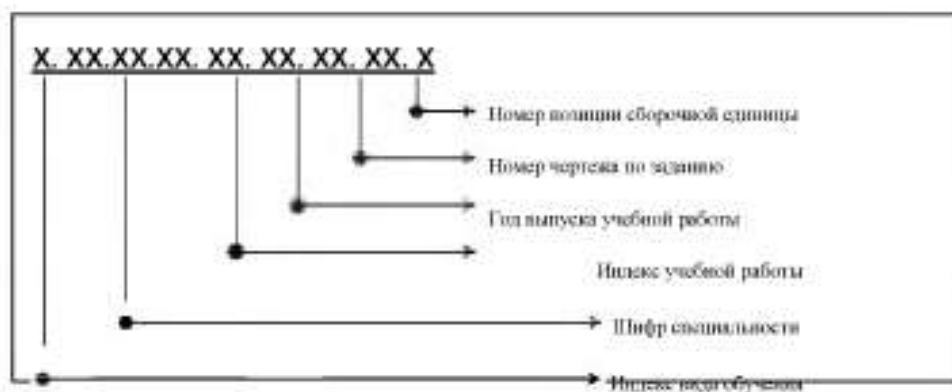 X. XX.XX.XX. XX. XX. XX. XX. X
Номер позиции сборочной единицы
Номер чертежа по заданию
Год выпуска учебной работы
Индекс учебной работы
Шифр специальности
Индекс вида обучения